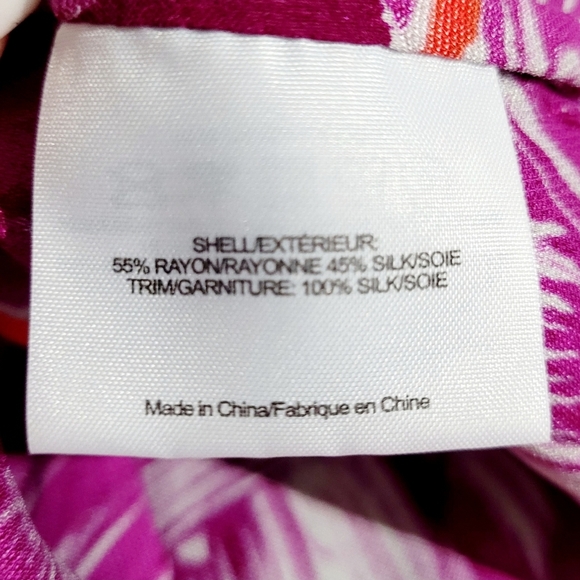 SHELL/EXTÉRIEUR:
55% RAYON/RAYONNE 45% SILK/SOIE
TRIM/GARNITURE: 100% SILK/SOIE
Made in China/Fabrique en Chine